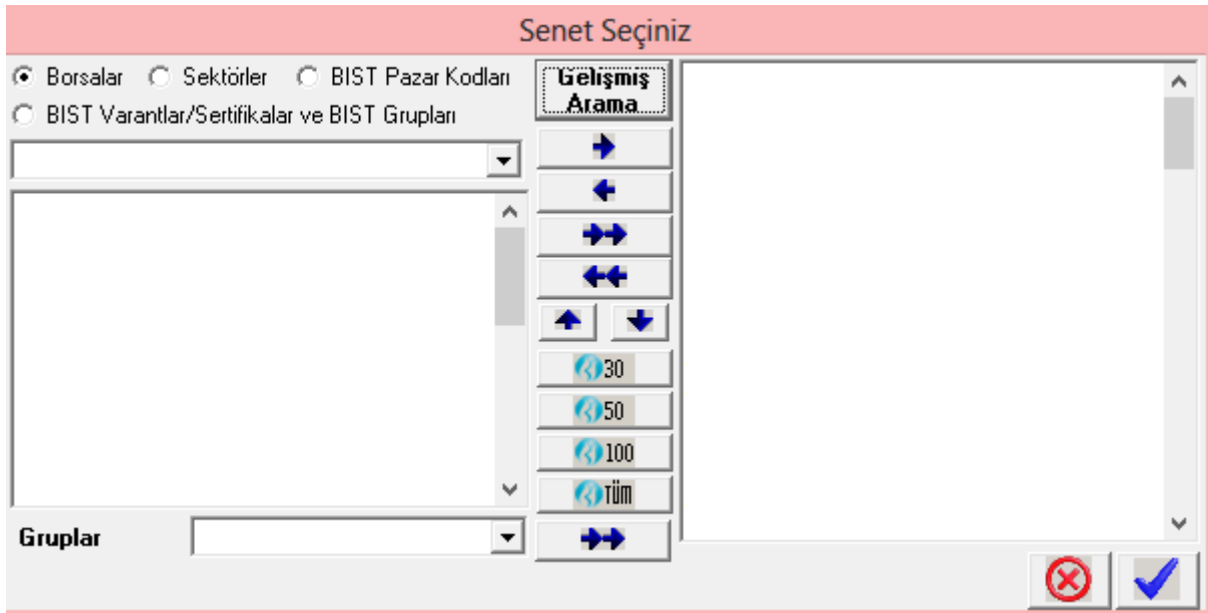 Senet Seçiniz
Borsalar Sektörler BIST Pazar Kodları
BIST Varantlar/Sertifikalar ve BIST Grupları
Gelişmiş
Arama
30
50
100
TÜM
Gruplar